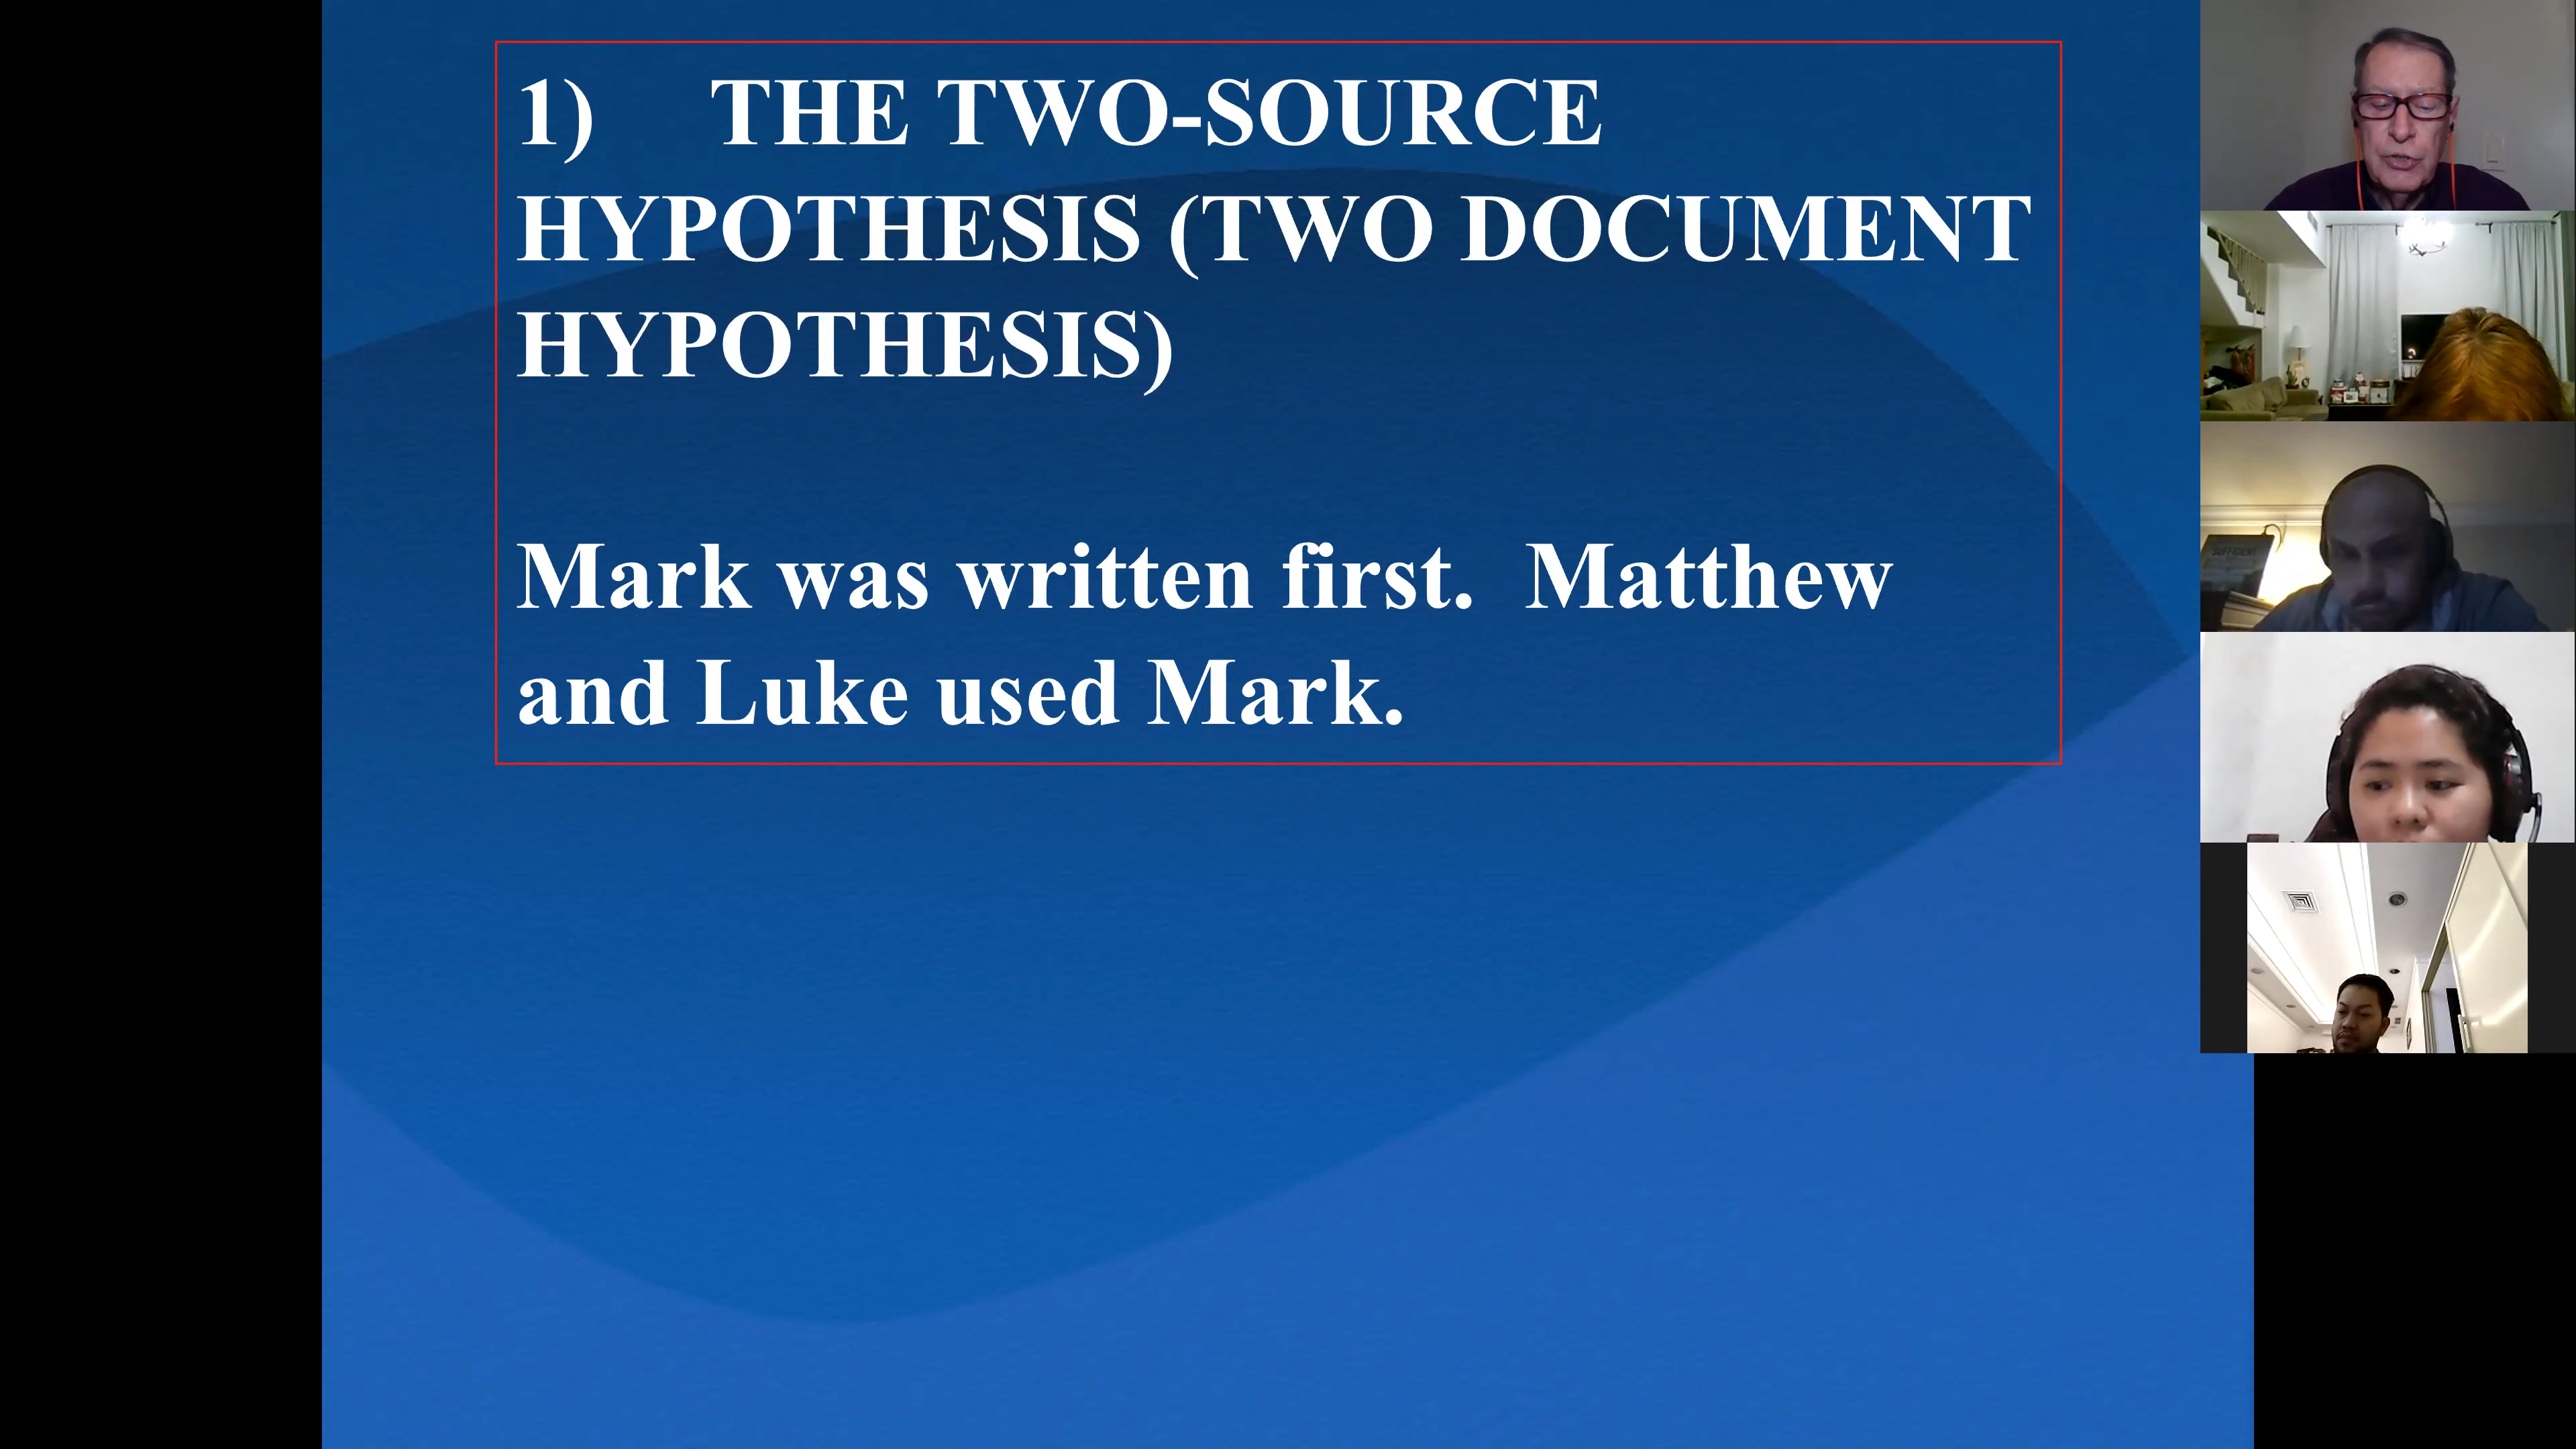 1) THE TWO-SOURCE
HYPOTHESIS (TWO DOCUMENT
HYPOTHESIS)
Mark was written first. Matthew
and Luke used Mark.